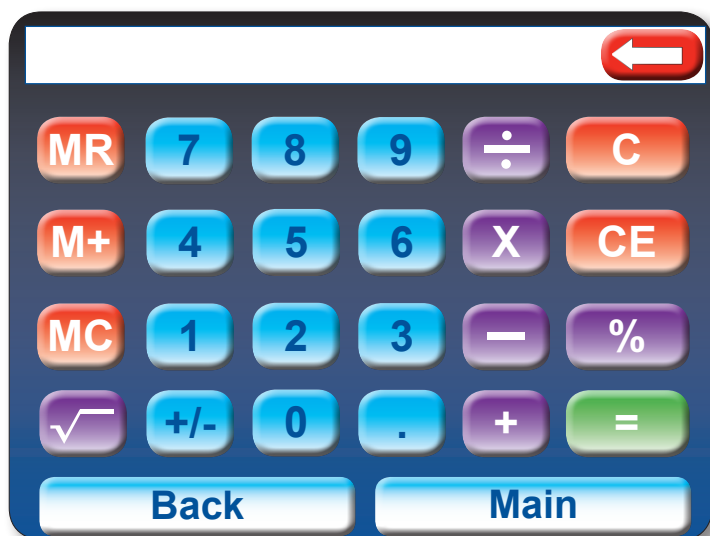 MR 7 8 9 ÷ C
M+ 4 5 6 X CE
MC 1 2 3 − %
√ +/- 0 . + =
Back Main